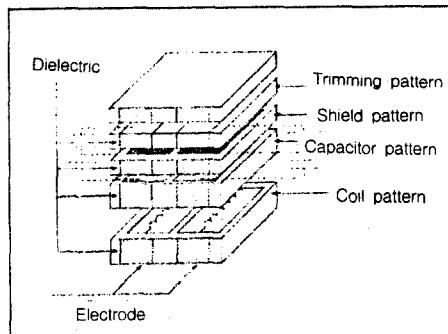 Dielectric
Trimming pattern
Shield pattern
Capacitor pattern
Coil pattern
Electrode